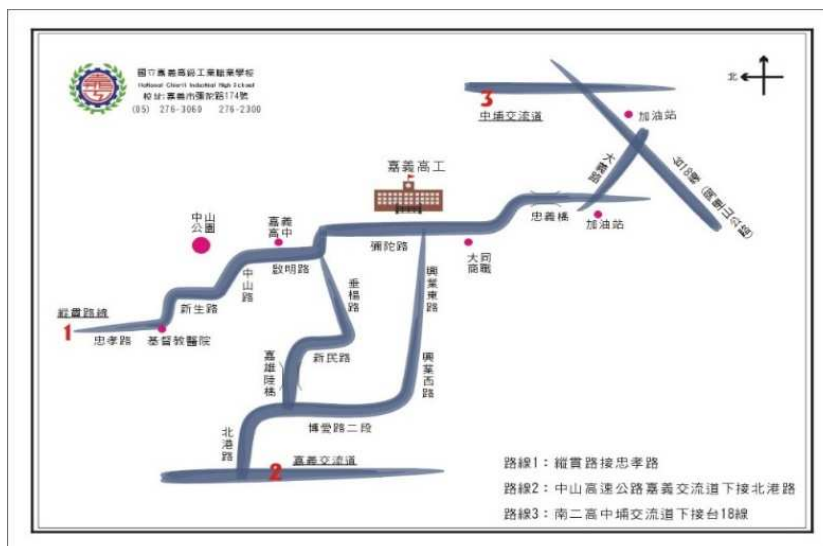 國立嘉義高級工業職業學校
National Chiayi Industrial High School
校址:嘉義市彌陀路174號
(05) 276-3060 276-2300
北
3
中埔交流道
加油站
大義路
台18線(阿里山公路)
嘉義高工
忠義橋
加油站
中山
公園
嘉義
高中
彌陀路
大同
商職
啟明路
中山路
新生路
縱貫路線
1
忠孝路
基督教醫院
垂楊路
興業東路
新民路
嘉雄陸橋
興業西路
北港路
博愛路二段
嘉義交流道
2
路線1:縱貫路接忠孝路
路線2:中山高速公路嘉義交流道下接北港路
路線3:南二高中埔交流道下接台18線